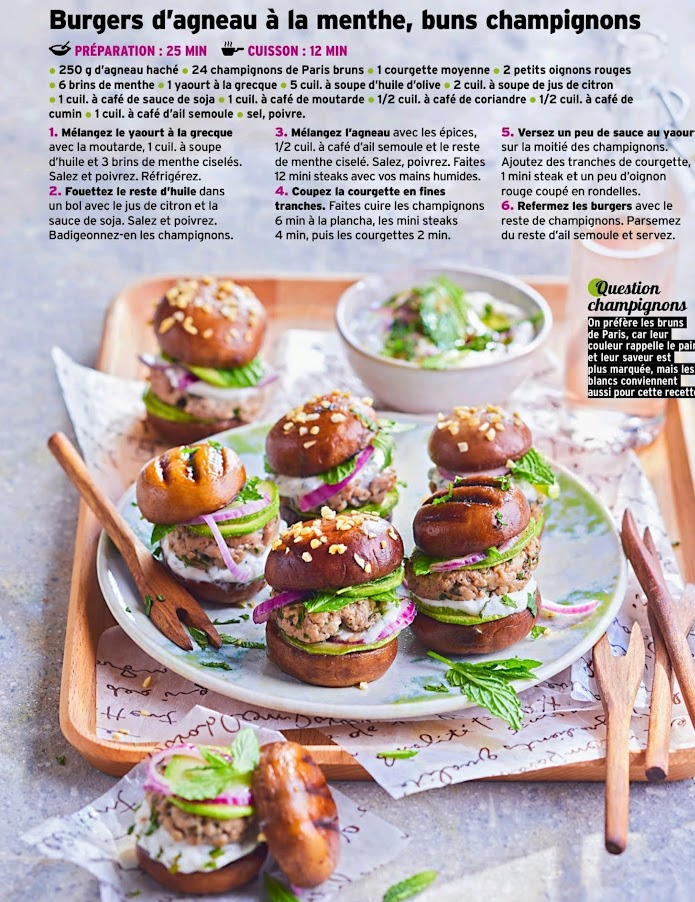 Burgers d’agneau à la menthe, buns champignons
PRÉPARATION : 25 MIN CUISSON : 12 MIN
● 250 g d’agneau haché ● 24 champignons de Paris bruns ● 1 courgette moyenne ● 2 petits oignons rouges
● 6 brins de menthe ● 1 yaourt à la grecque ● 5 cuil. à soupe d’huile d’olive ● 2 cuil. à soupe de jus de citron
● 1 cuil. à café de sauce de soja ● 1 cuil. à café de moutarde ● 1/2 cuil. à café de coriandre ● 1/2 cuil. à café de
cumin ● 1 cuil. à café d’ail semoule ● sel, poivre.
1. Mélangez le yaourt à la grecque
avec la moutarde, 1 cuil. à soupe
d’huile et 3 brins de menthe ciselés.
Salez et poivrez. Réfrigérez.
2. Fouettez le reste d’huile dans
un bol avec le jus de citron et la
sauce de soja. Salez et poivrez.
Badigeonnez-en les champignons.
3. Mélangez l’agneau avec les épices,
1/2 cuil. à café d’ail semoule et le reste
de menthe ciselé. Salez, poivrez. Faites
12 mini steaks avec vos mains humides.
4. Coupez la courgette en fines
tranches. Faites cuire les champignons
6 min à la plancha, les mini steaks
4 min, puis les courgettes 2 min.
5. Versez un peu de sauce au yaour
sur la moitié des champignons.
Ajoutez des tranches de courgette,
1 mini steak et un peu d’oignon
rouge coupé en rondelles.
6. Refermez les burgers avec le
reste de champignons. Parsemez
du reste d’ail semoule et servez.
Question
champignons
On préfère les bruns
de Paris, car leur
couleur rappelle le pain
et leur saveur est
plus marquée, mais les
blancs conviennent
aussi pour cette recette